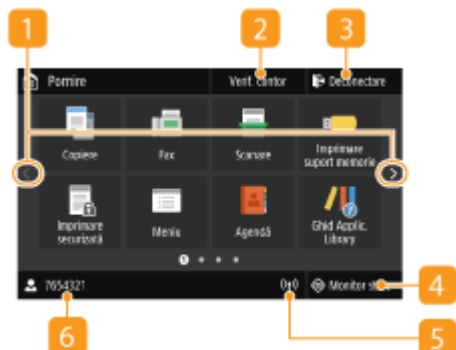 1
2
3
Pornire
Verif. contor
Deconectare
Copiere
Fax
Scanare
Imprimare
suport memorie
Imprimare
securizată
Meniu
Agendă
Ghid Applic.
Library
1
7654321
Monitor
4
6
5